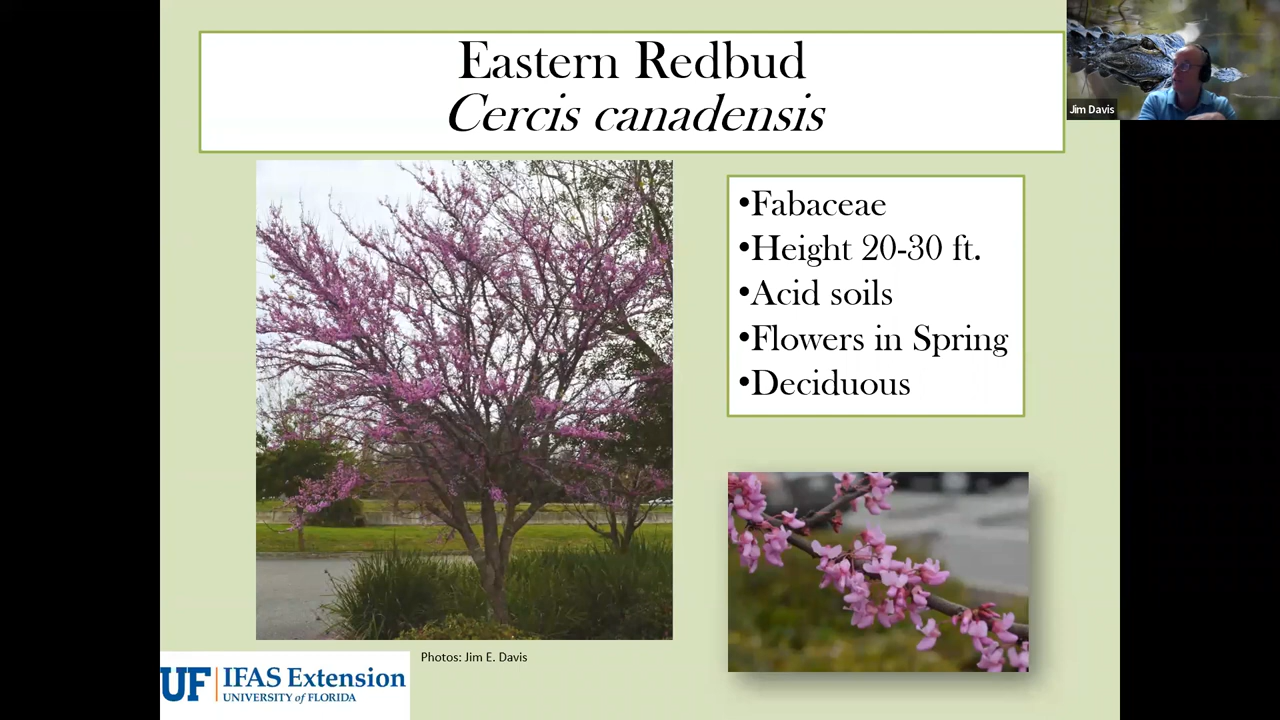 Eastern Redbud
Cercis canadensis
Jim Davis
•Fabaceae
•Height 20-30 ft.
•Acid soils
•Flowers in Spring
•Deciduous
Photos: Jim E. Davis
UF IFAS Extension
UNIVERSITY of FLORIDA